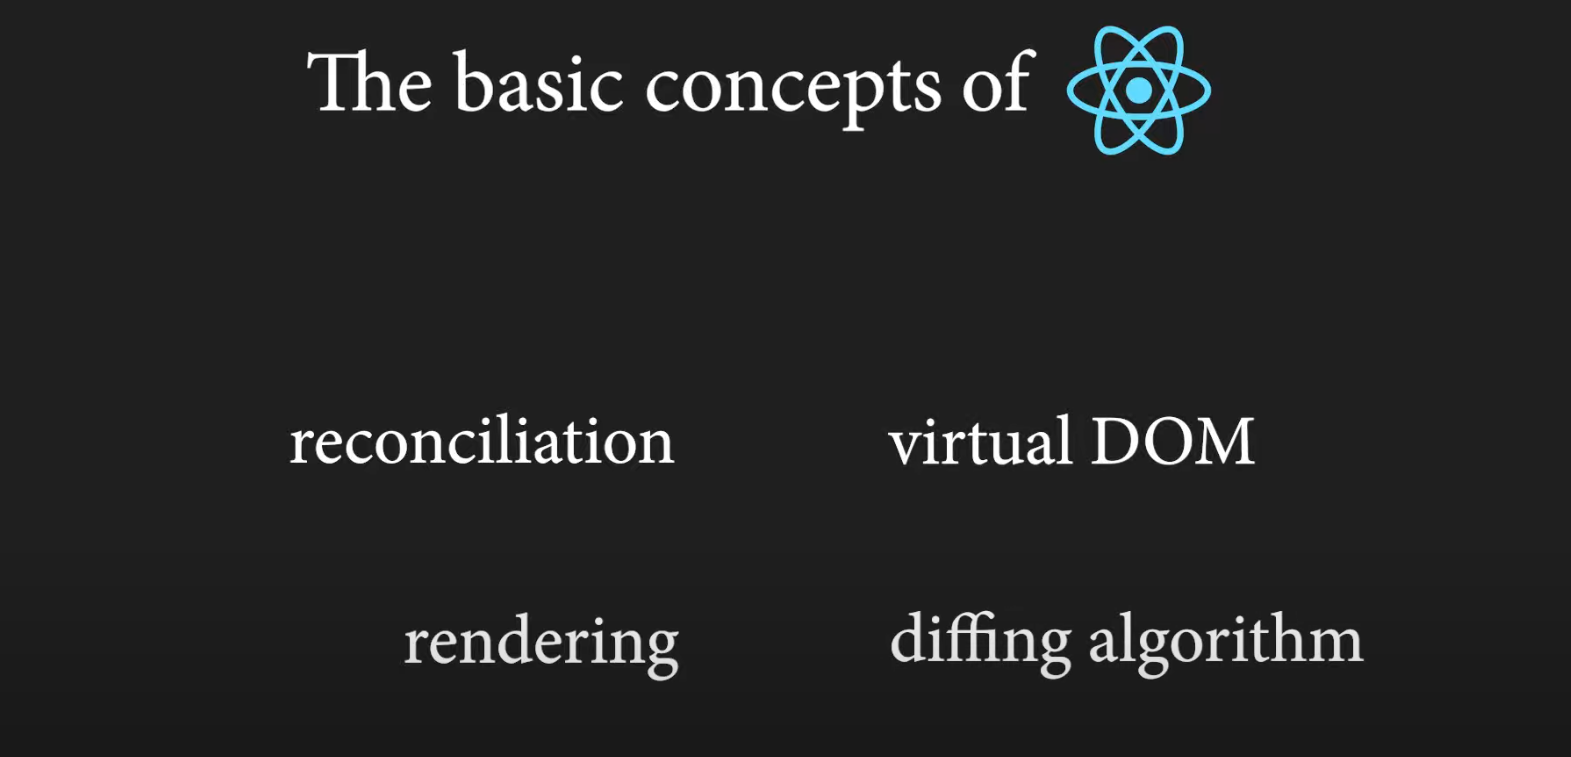 The basic concepts of
reconciliation
virtual DOM
rendering
diffing algorithm